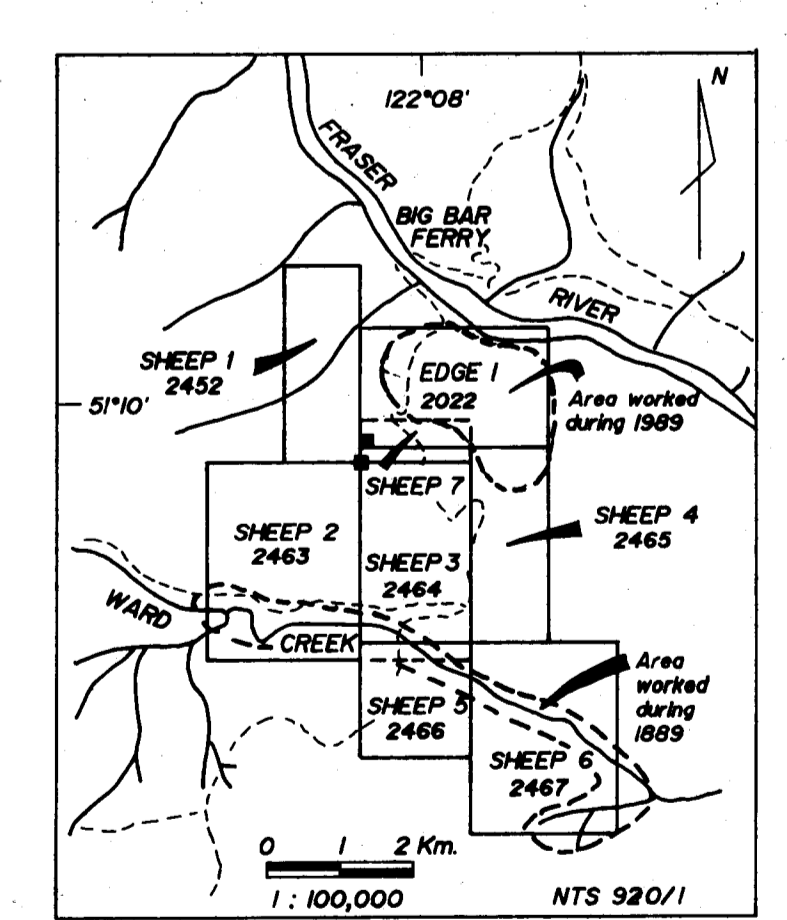 N
122°08'
FRASER
BIG BAR
FERRY
RIVER
SHEEP 1
2452
EDGE 1
2022
51°10'
Area worked
during 1989
SHEEP 7
SHEEP 2
2463
SHEEP 4
2465
SHEEP 3
2464
WARD
CREEK
Area
worked
during
1889
SHEEP 5
2466
SHEEP 6
2467
0 1 2 Km.
1 : 100,000
NTS 920/1